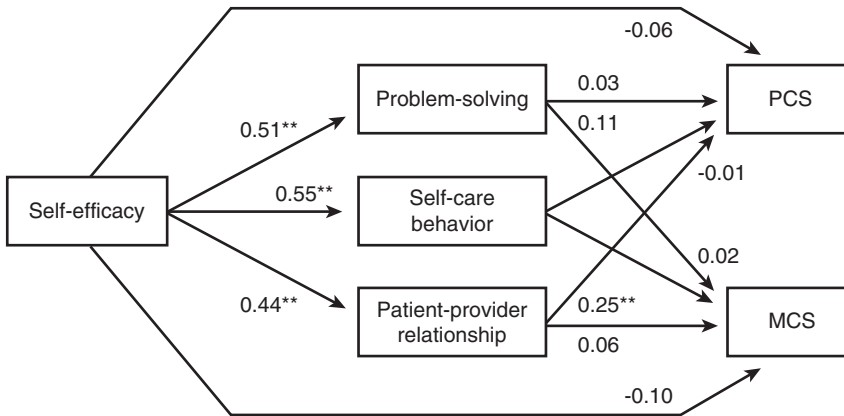 -0.06
Problem-solving
0.03
PCS
0.51**
0.11
-0.01
Self-efficacy
0.55**
Self-care
behavior
0.02
0.44**
Patient-provider
relationship
0.25**
0.06
MCS
-0.10